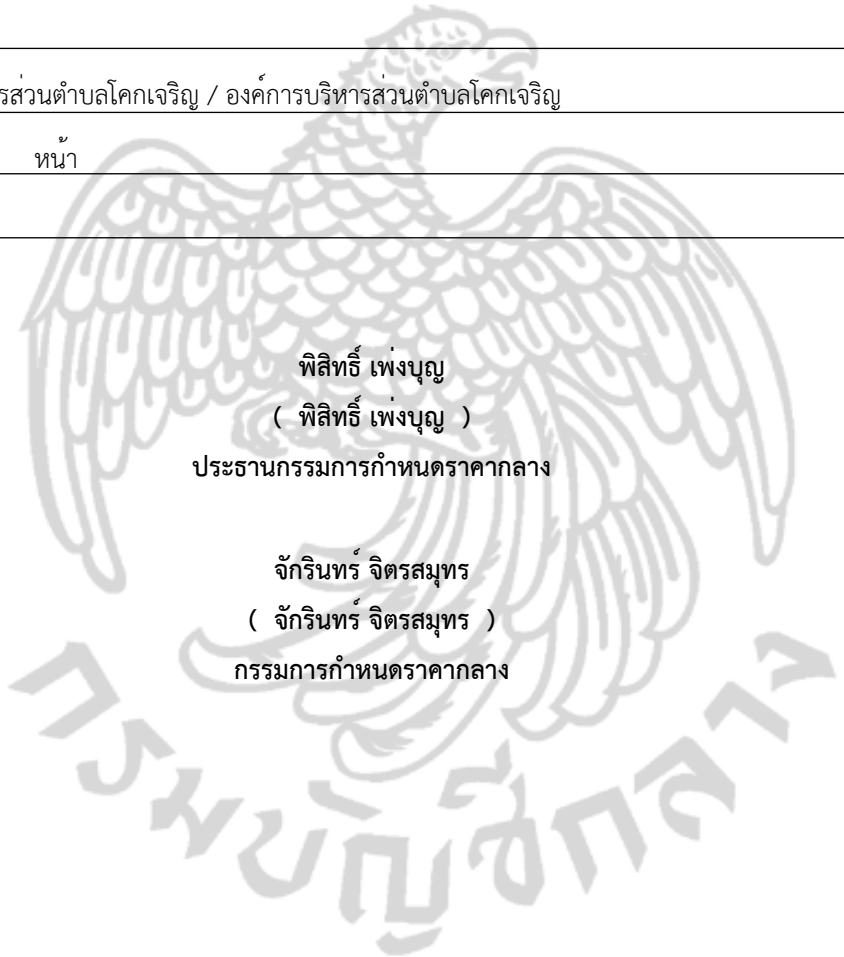 รส่วนตำบลโคกเจริญ / องค์การบริหารส่วนตำบลโคกเจริญ
หน้า
พิสิทธิ์ เพ่งบุญ
( พิสิทธิ์ เพ่งบุญ )
ประธานกรรมการกำหนดราคากลาง
จักรินทร์ จิตรสมุทร
( จักรินทร์ จิตรสมุทร )
กรรมการกำหนดราคากลาง
กรมบัญชีกลาง